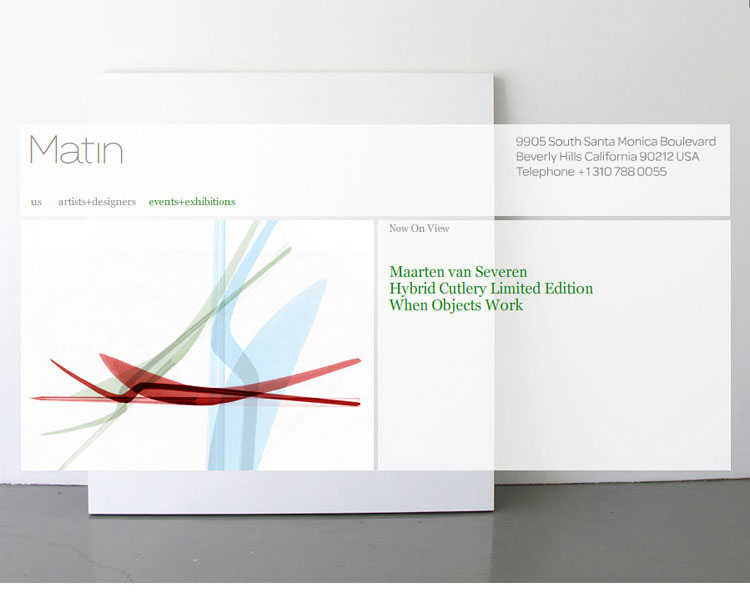 Matin
9905 South Santa Monica Boulevard
Beverly Hills California 90212 USA
Telephone +1 310 788 0055
us artists+designers events+exhibitions
Now On View
Maarten van Severen
Hybrid Cutlery Limited Edition
When Objects Work